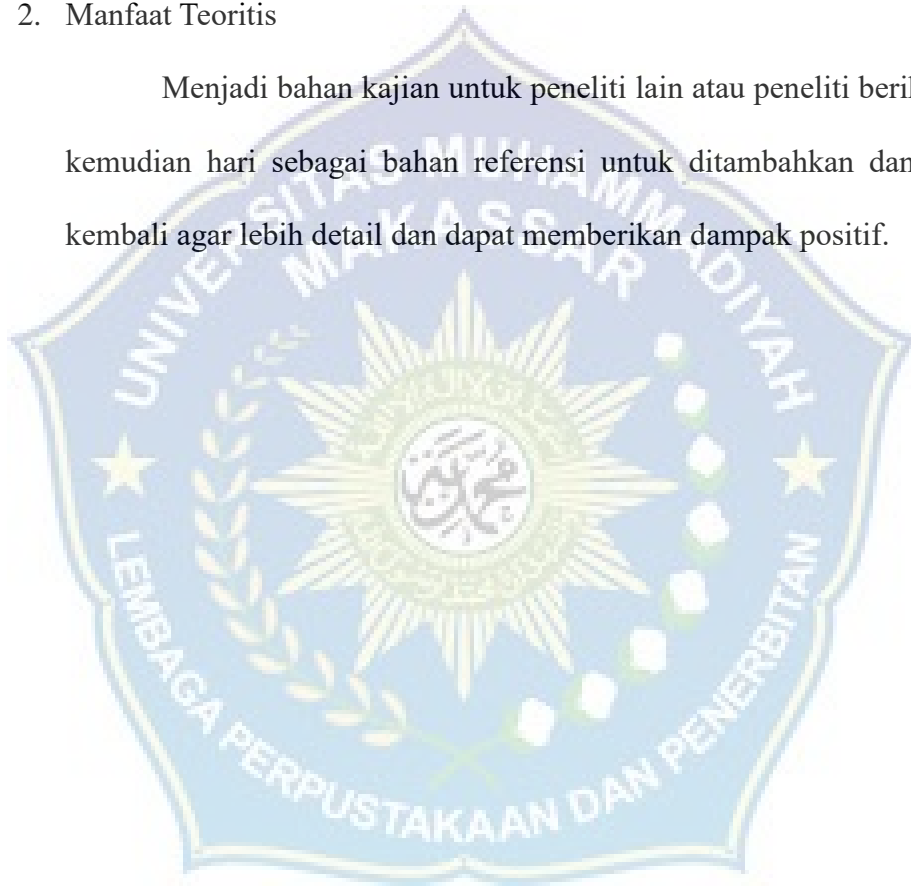 2. Manfaat Teoritis
Menjadi bahan kajian untuk peneliti lain atau peneliti
kemudian hari sebagai bahan referensi untuk ditambahkan dan
kembali agar lebih detail dan dapat memberikan dampak positif.
UNIVERSITAS MUHAMMADIYAH
MAKASSAR
LEMBAGA PERPUSTAKAAN DAN PENERBITAN